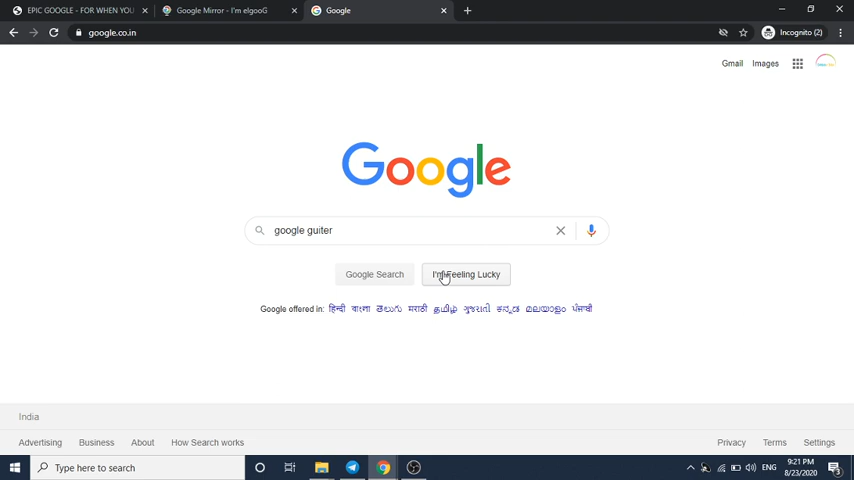 EPIC GOOGLE - FOR WHEN YOU
Google Mirror - I'm elgooG
Google
google.co.in
Incognito (2)
Gmail Images
Google
google guiter
Google Search I'm Feeling Lucky
Google offered in: हिन्दी বাংলা తెలుగు मराठी தமிழ் ગુજરાતી ಕನ್ನಡ മലയാളം ਪੰਜਾਬੀ
India
Advertising Business About How Search works Privacy Terms Settings
Type here to search
ENG
9:21 PM
8/23/2020
3